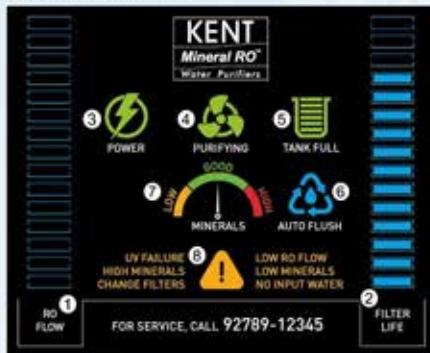 KENT
Mineral RO™
Water Purifiers
3
POWER
4
PURIFYING
5
TANK FULL
7
LOW
GOOD
HIGH
MINERALS
6
AUTO FLUSH
8
UV FAILURE
HIGH MINERALS
CHANGE FILTERS
LOW RO FLOW
LOW MINERALS
NO INPUT WATER
1
RO
FLOW
FOR SERVICE, CALL 92789-12345
2
FILTER
LIFE